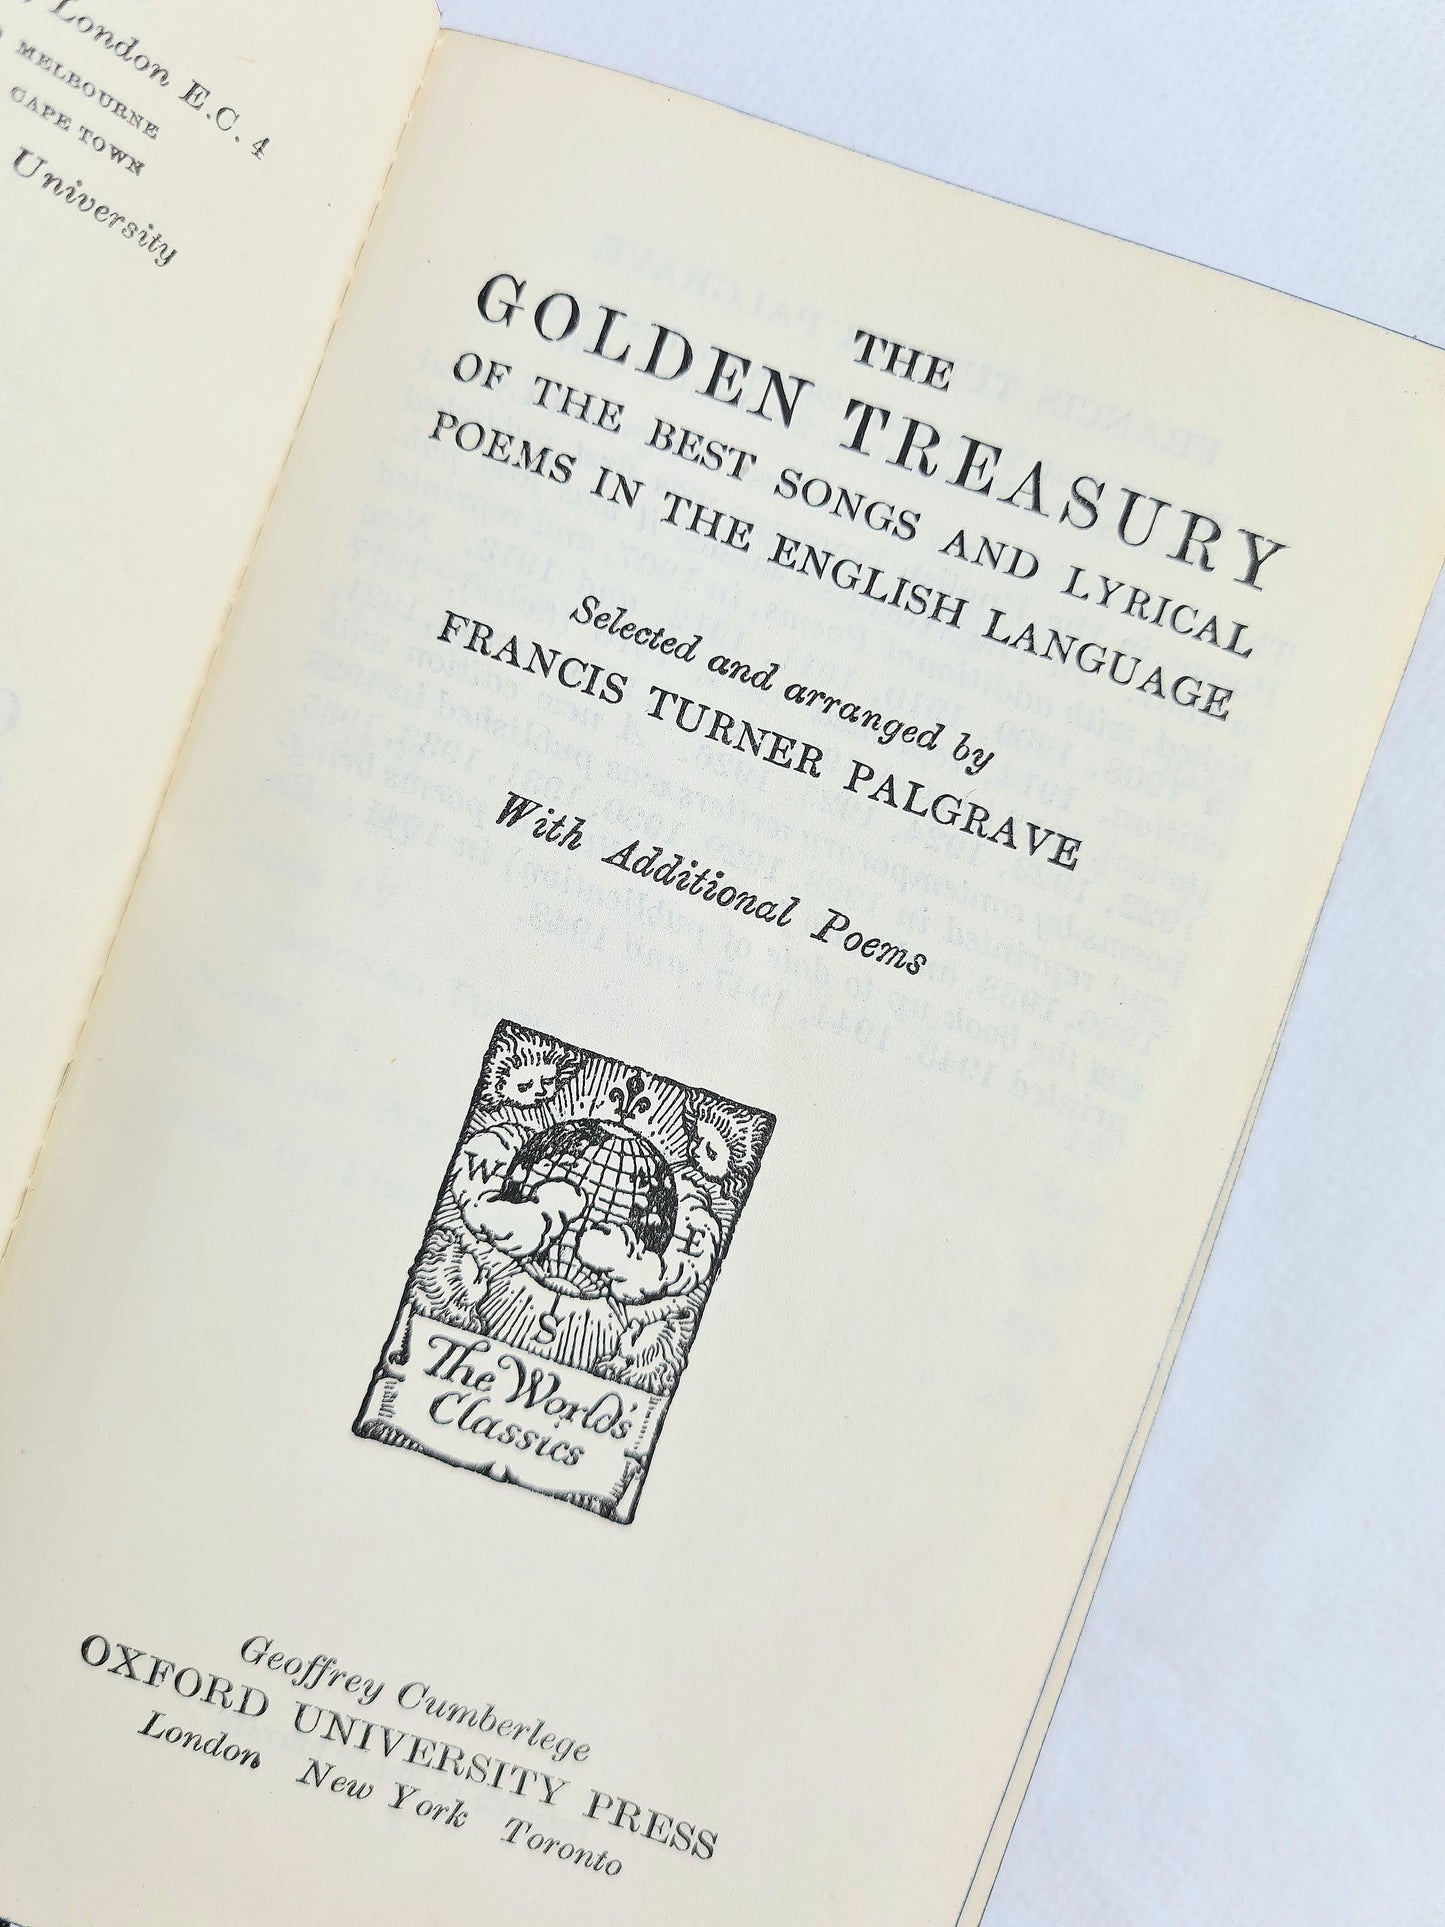 London E.C. 4
MELBOURNE
CAPE TOWN
University
THE
GOLDEN TREASURY
OF THE BEST SONGS AND LYRICAL
POEMS IN THE ENGLISH LANGUAGE
Selected and arranged by
FRANCIS TURNER PALGRAVE
With Additional Poems
W
E
S
The World's
Classics
Geoffrey Cumberlege
OXFORD UNIVERSITY PRESS
London New York Toronto